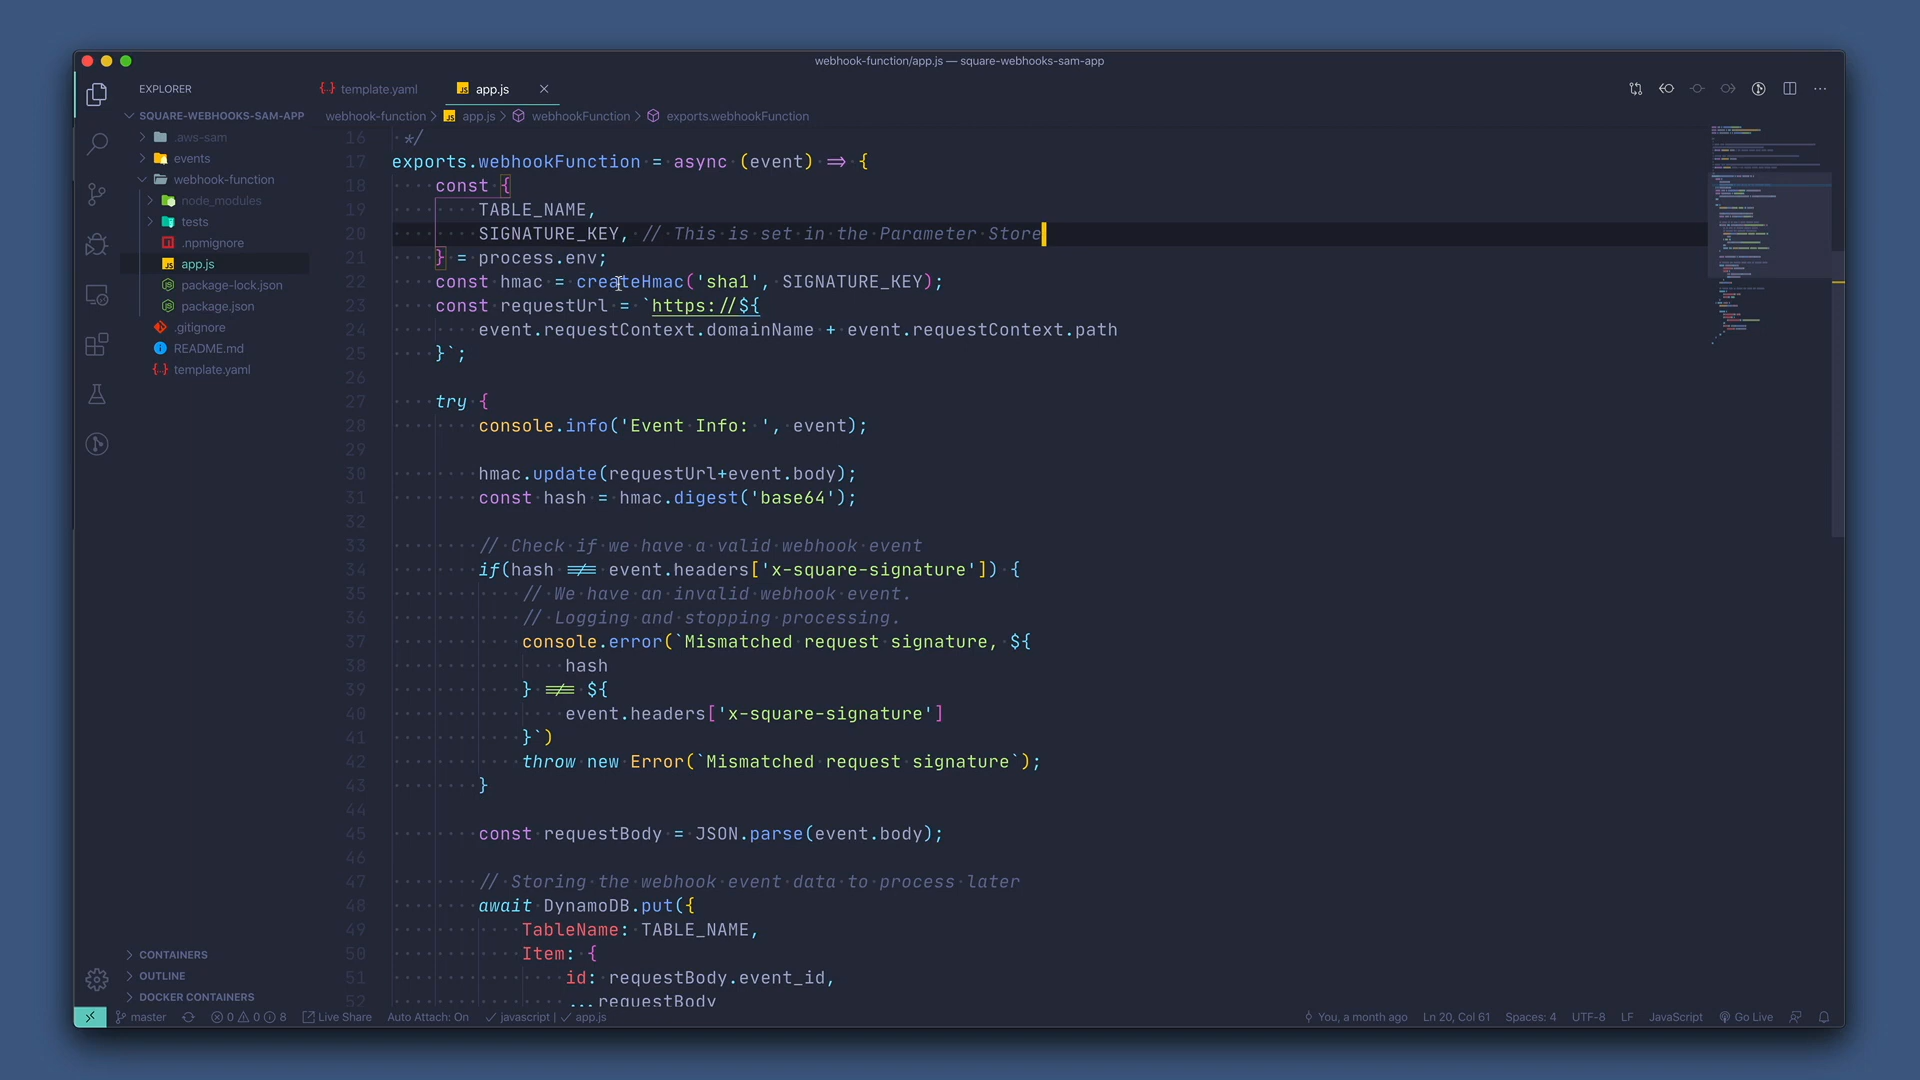 webhook-function/app.js — square-webhooks-sam-app
EXPLORER
template.yaml
app.js
SQUARE-WEBHOOKS-SAM-APP
webhook-function > app.js > webhookFunction > exports.webhookFunction
.aws-sam
events
webhook-function
node_modules
tests
.npmignore
app.js
package-lock.json
package.json
.gitignore
README.md
template.yaml
16 */
17 exports.webhookFunction = async (event) => {
18 const {
19 TABLE_NAME,
20 SIGNATURE_KEY, // This is set in the Parameter Store
21 } = process.env;
22 const hmac = createHmac('sha1', SIGNATURE_KEY);
23 const requestUrl = `https://${
24 event.requestContext.domainName + event.requestContext.path
25 }`;
26
27 try {
28 console.info('Event Info: ', event);
29
30 hmac.update(requestUrl+event.body);
31 const hash = hmac.digest('base64');
32
33 // Check if we have a valid webhook event
34 if(hash !== event.headers['x-square-signature']) {
35 // We have an invalid webhook event.
36 // Logging and stopping processing.
37 console.error(`Mismatched request signature, ${
38 hash
39 } !== ${
40 event.headers['x-square-signature']
41 }`)
42 throw new Error(`Mismatched request signature`);
43 }
44
45 const requestBody = JSON.parse(event.body);
46
47 // Storing the webhook event data to process later
48 await DynamoDB.put({
49 TableName: TABLE_NAME,
50 Item: {
51 id: requestBody.event_id,
52 ...requestBody
CONTAINERS
OUTLINE
DOCKER CONTAINERS
master 0 0 8 Live Share Auto Attach: On javascript | app.js You, a month ago Ln 20, Col 61 Spaces: 4 UTF-8 LF JavaScript Go Live